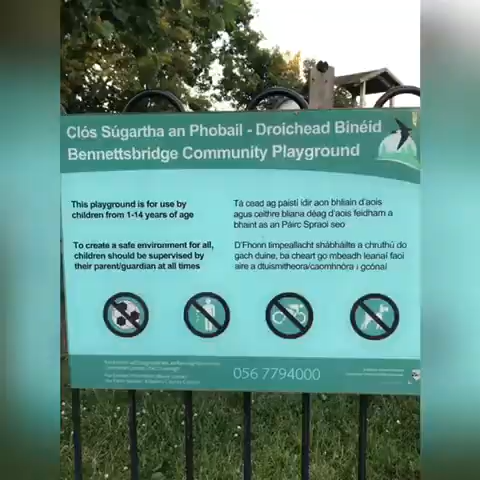 Clós Súgartha an Phobail - Droichead Binéid
Bennettsbridge Community Playground
This playground is for use by
children from 1-14 years of age
To create a safe environment for all,
children should be supervised by
their parent/guardian at all times
Tá cead ag páistí idir aon bhliain d'aois
agus ceithre bliana déag d'aois feidham a
bhaint as an Páirc Spraoi seo
D'Fhonn timpeallacht shábháilte a chruthú do
gach duine, ba cheart go mbeadh leanaí faoi
aire a dtuismitheora/caomhnóra i gcónaí
056 7794000